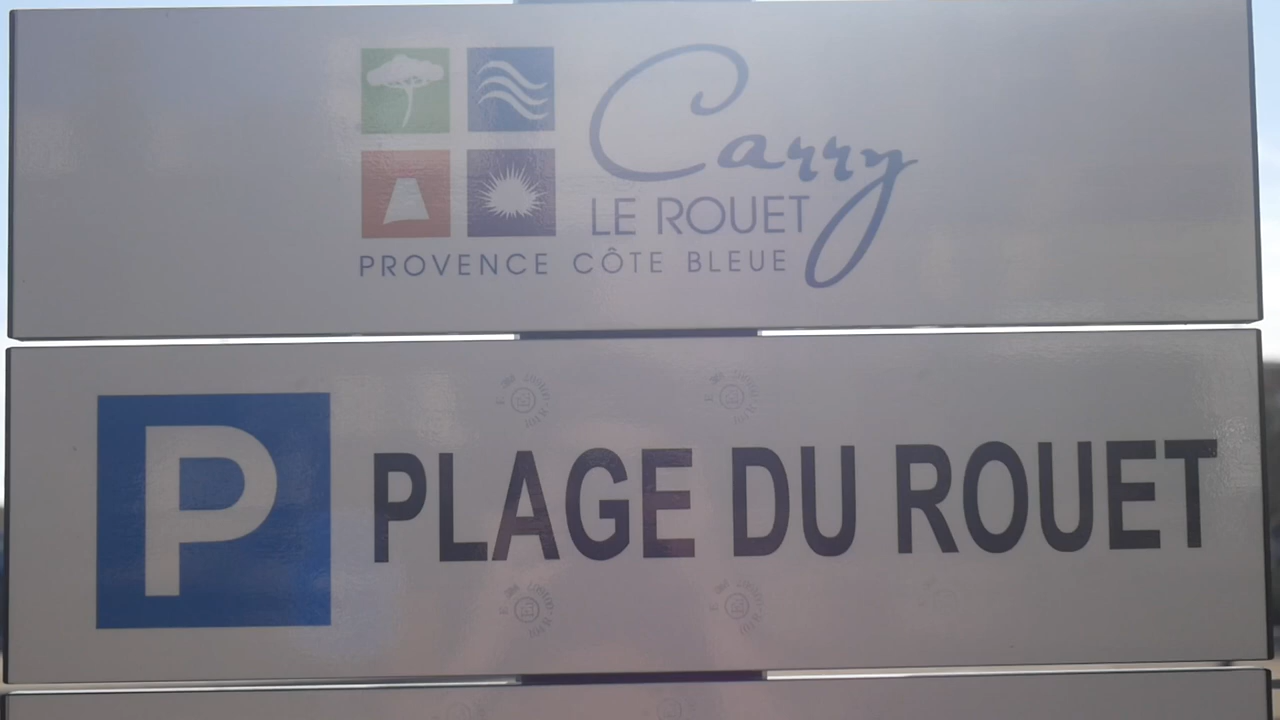 Carry
LE ROUET
PROVENCE CÔTE BLEUE
P PLAGE DU ROUET